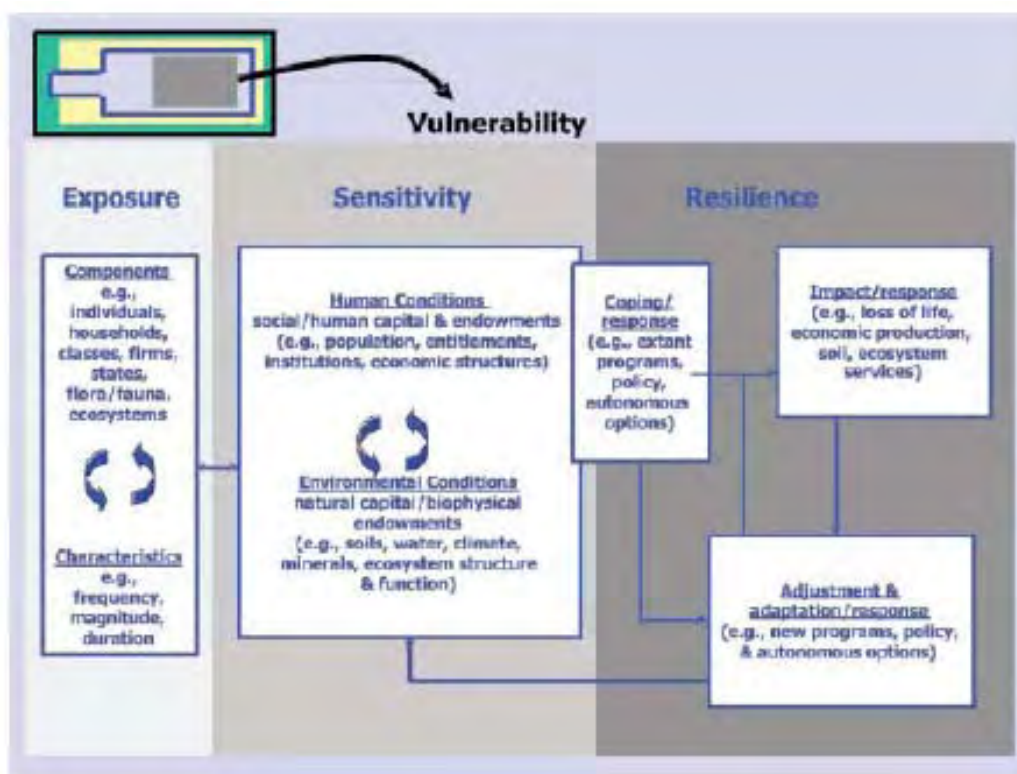 Vulnerability
Exposure
Components
e.g.,
individuals,
households,
classes, firms,
states,
flora/fauna,
ecosystems
Characteristics
e.g.,
frequency,
magnitude,
duration
Sensitivity
Human Conditions
social/human capital & endowments
(e.g., population, entitlements,
institutions, economic structures)
Environmental Conditions
natural capital/biophysical
endowments
(e.g., soils, water, climate,
minerals, ecosystem structure
& function)
Resilience
Coping/
response
(e.g., extant
programs,
policy,
autonomous
options)
Impact/response
(e.g., loss of life,
economic production,
soil, ecosystem
services)
Adjustment &
adaptation/response
(e.g., new programs, policy,
& autonomous options)